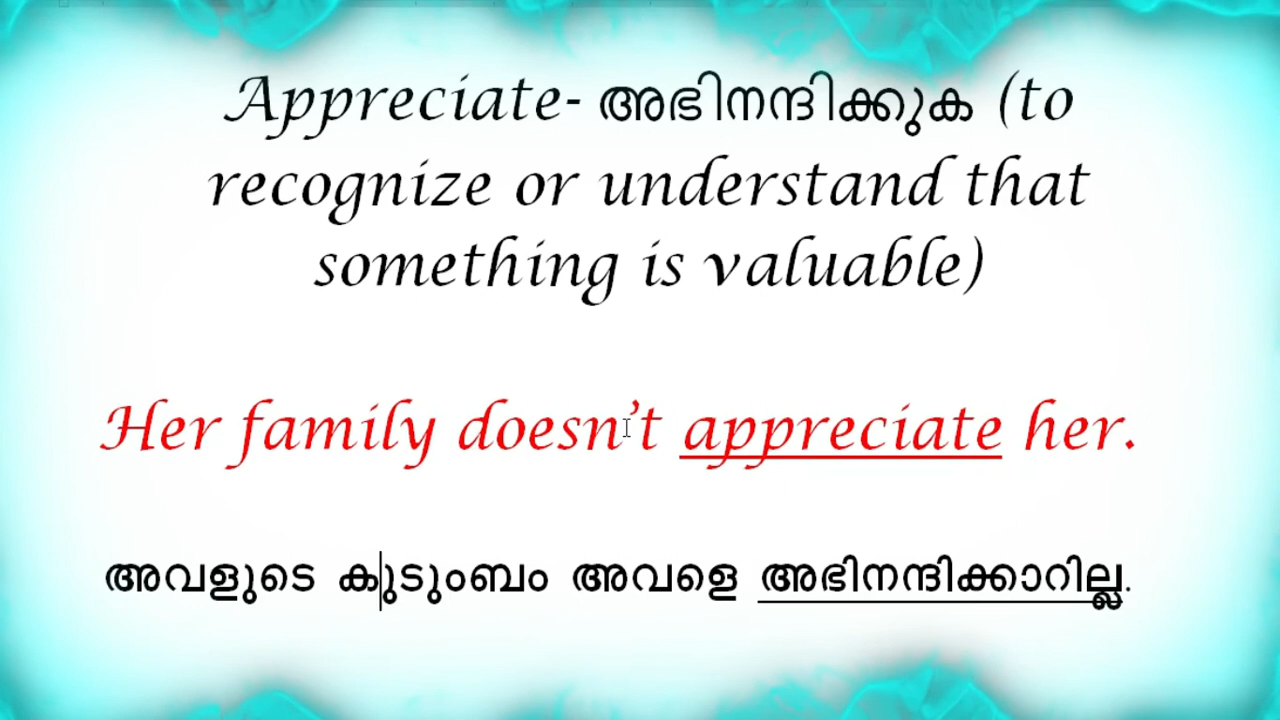 Appreciate- അഭിനന്ദിക്കുക (to
recognize or understand that
something is valuable)
Her family doesn’t appreciate her.
അവളുടെ കുടുംബം അവളെ അഭിനന്ദിക്കാറില്ല.